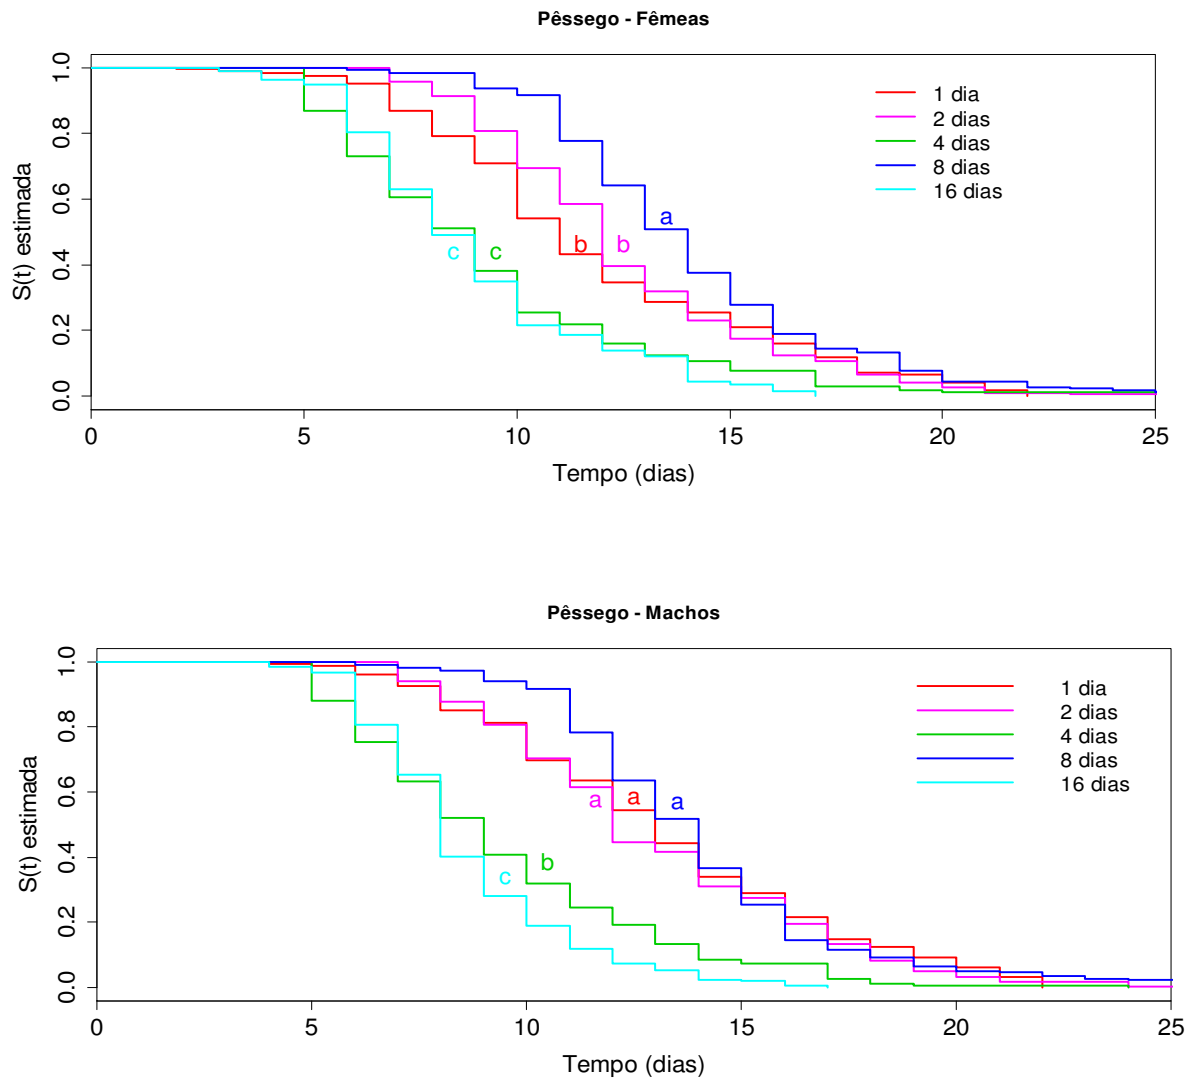 Pêssego - Fêmeas
S(t) estimada
1.0
0.8
0.6
0.4
0.2
0.0
1 dia
2 dias
4 dias
8 dias
16 dias
a
b
b
c
c
0
5
10
15
20
25
Tempo (dias)
Pêssego - Machos
S(t) estimada
1.0
0.8
0.6
0.4
0.2
0.0
1 dia
2 dias
4 dias
8 dias
16 dias
a
a
a
b
c
0
5
10
15
20
25
Tempo (dias)